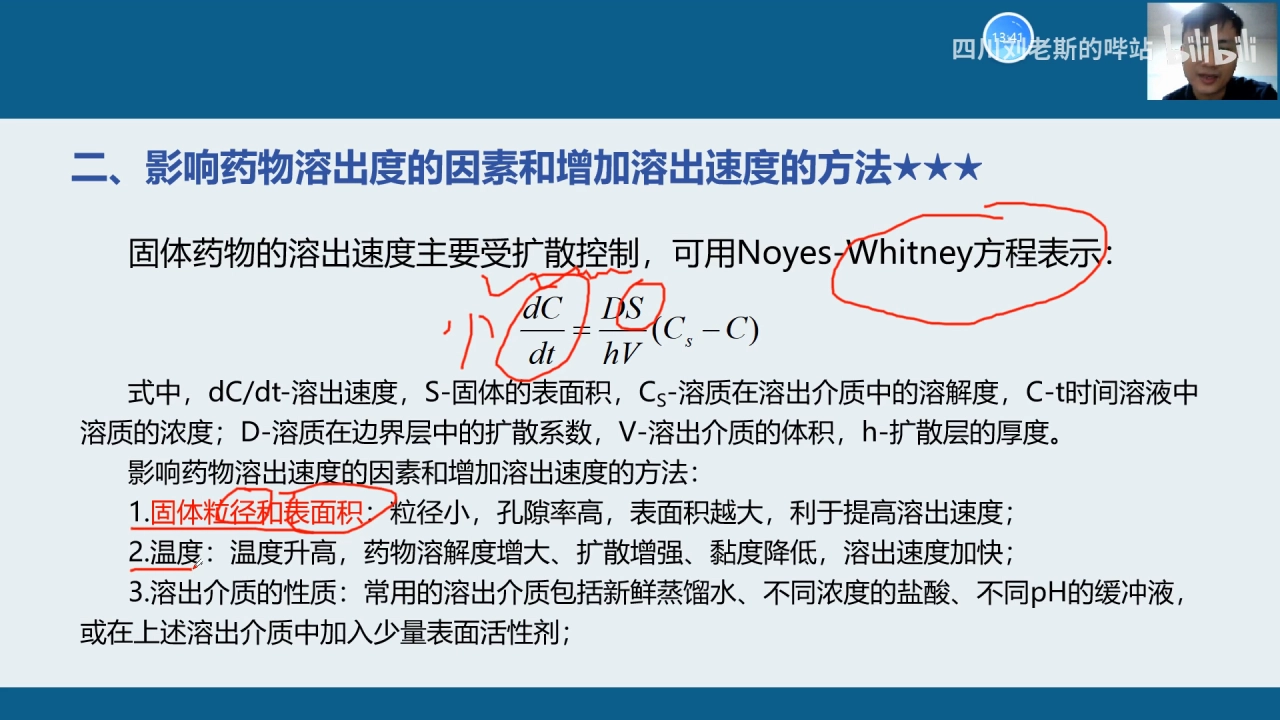 四川刘老斯的哔站 bilibili
13:41
二、影响药物溶出度的因素和增加溶出速度的方法★★★
固体药物的溶出速度主要受扩散控制，可用Noyes-Whitney方程表示：
dC/dt = DS/hV (Cs – C)
式中，dC/dt-溶出速度，S-固体的表面积，CS-溶质在溶出介质中的溶解度，C-t时间溶液中
溶质的浓度；D-溶质在边界层中的扩散系数，V-溶出介质的体积，h-扩散层的厚度。
影响药物溶出速度的因素和增加溶出速度的方法：
1.固体粒径和表面积：粒径小，孔隙率高，表面积越大，利于提高溶出速度；
2.温度：温度升高，药物溶解度增大、扩散增强、黏度降低，溶出速度加快；
3.溶出介质的性质：常用的溶出介质包括新鲜蒸馏水、不同浓度的盐酸、不同pH的缓冲液，
或在上述溶出介质中加入少量表面活性剂；